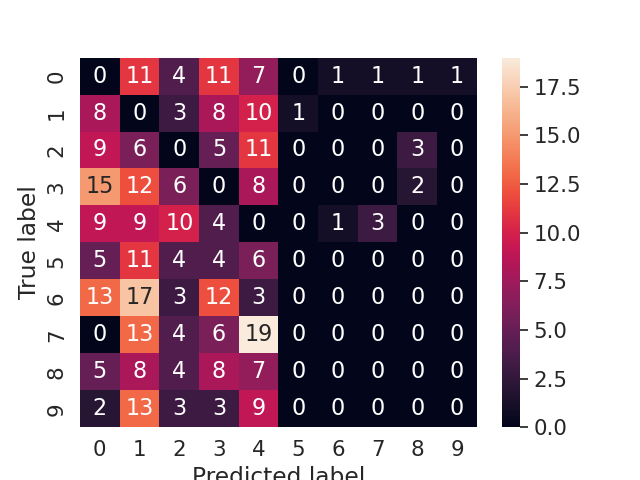 0 0 11 4 11 7 0 1 1 1 1
1 8 0 3 8 10 1 0 0 0 0
2 9 6 0 5 11 0 0 0 3 0
3 15 12 6 0 8 0 0 0 2 0
4 9 9 10 4 0 0 1 3 0 0
5 5 11 4 4 6 0 0 0 0 0
6 13 17 3 12 3 0 0 0 0 0
7 0 13 4 6 19 0 0 0 0 0
8 5 8 4 8 7 0 0 0 0 0
9 2 13 3 3 9 0 0 0 0 0
0 1 2 3 4 5 6 7 8 9
True label
Predicted label
17.5
15.0
12.5
10.0
7.5
5.0
2.5
0.0